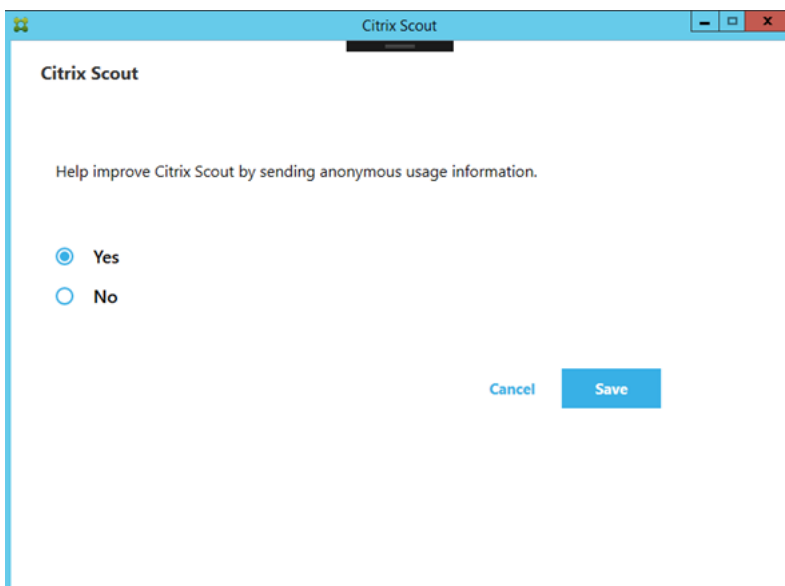 Citrix Scout
Citrix Scout
Help improve Citrix Scout by sending anonymous usage information.
Yes
No
Cancel Save